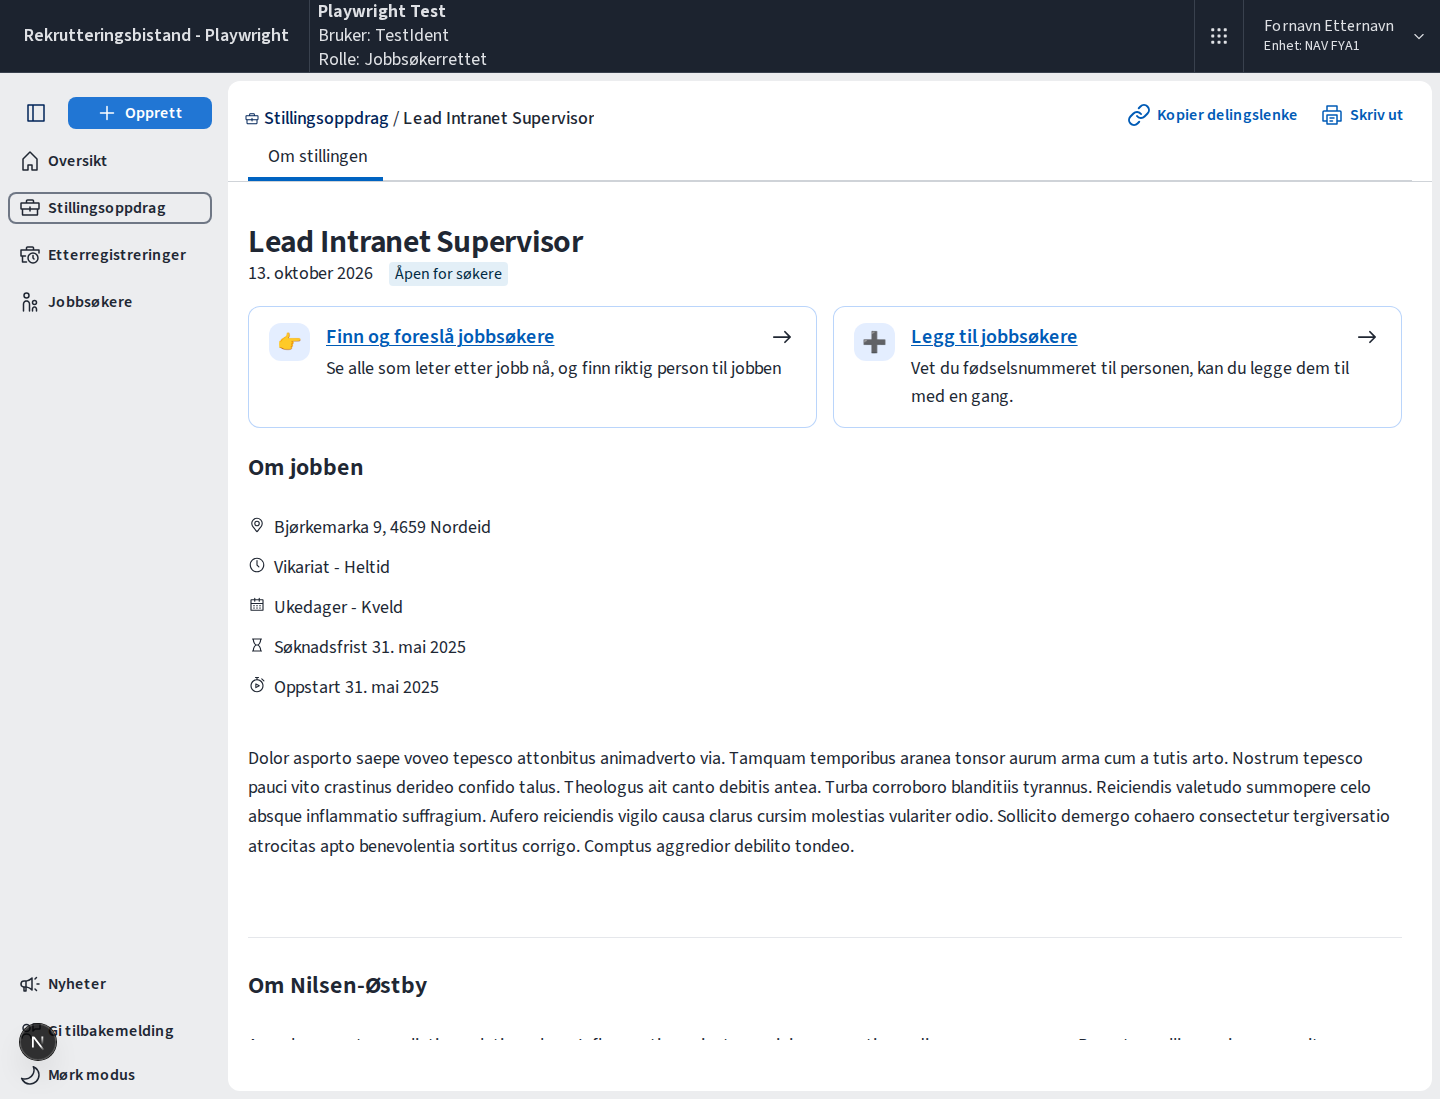 Rekrutteringsbistand - Playwright
Playwright Test
Bruker: TestIdent
Rolle: Jobbsøkerrettet
Fornavn Etternavn
Enhet: NAV FYA1
Opprett
Oversikt
Stillingsoppdrag
Etterregistreringer
Jobbsøkere
Nyheter
Gi tilbakemelding
N
Mørk modus
Stillingsoppdrag / Lead Intranet Supervisor
Kopier delingslenke
Skriv ut
Om stillingen
Lead Intranet Supervisor
13. oktober 2026
Åpen for søkere
Finn og foreslå jobbsøkere
Se alle som leter etter jobb nå, og finn riktig person til jobben
Legg til jobbsøkere
Vet du fødselsnummeret til personen, kan du legge dem til
med en gang.
Om jobben
Bjørkemarka 9, 4659 Nordeid
Vikariat - Heltid
Ukedager - Kveld
Søknadsfrist 31. mai 2025
Oppstart 31. mai 2025
Dolor asporto saepe voveo tepesco attonbitus animadverto via. Tamquam temporibus aranea tonsor aurum arma cum a tutis arto. Nostrum tepesco
pauci vito crastinus derideo confido talus. Theologus ait canto debitis antea. Turba corroboro blanditiis tyrannus. Reiciendis valetudo summopere celo
absque inflammatio suffragium. Aufero reiciendis vigilo causa clarus cursim molestias vulariter odio. Sollicito demergo cohaero consectetur tergiversatio
atrocitas apto benevolentia sortitus corrigo. Comptus aggredior debilito tondeo.
Om Nilsen-Østby